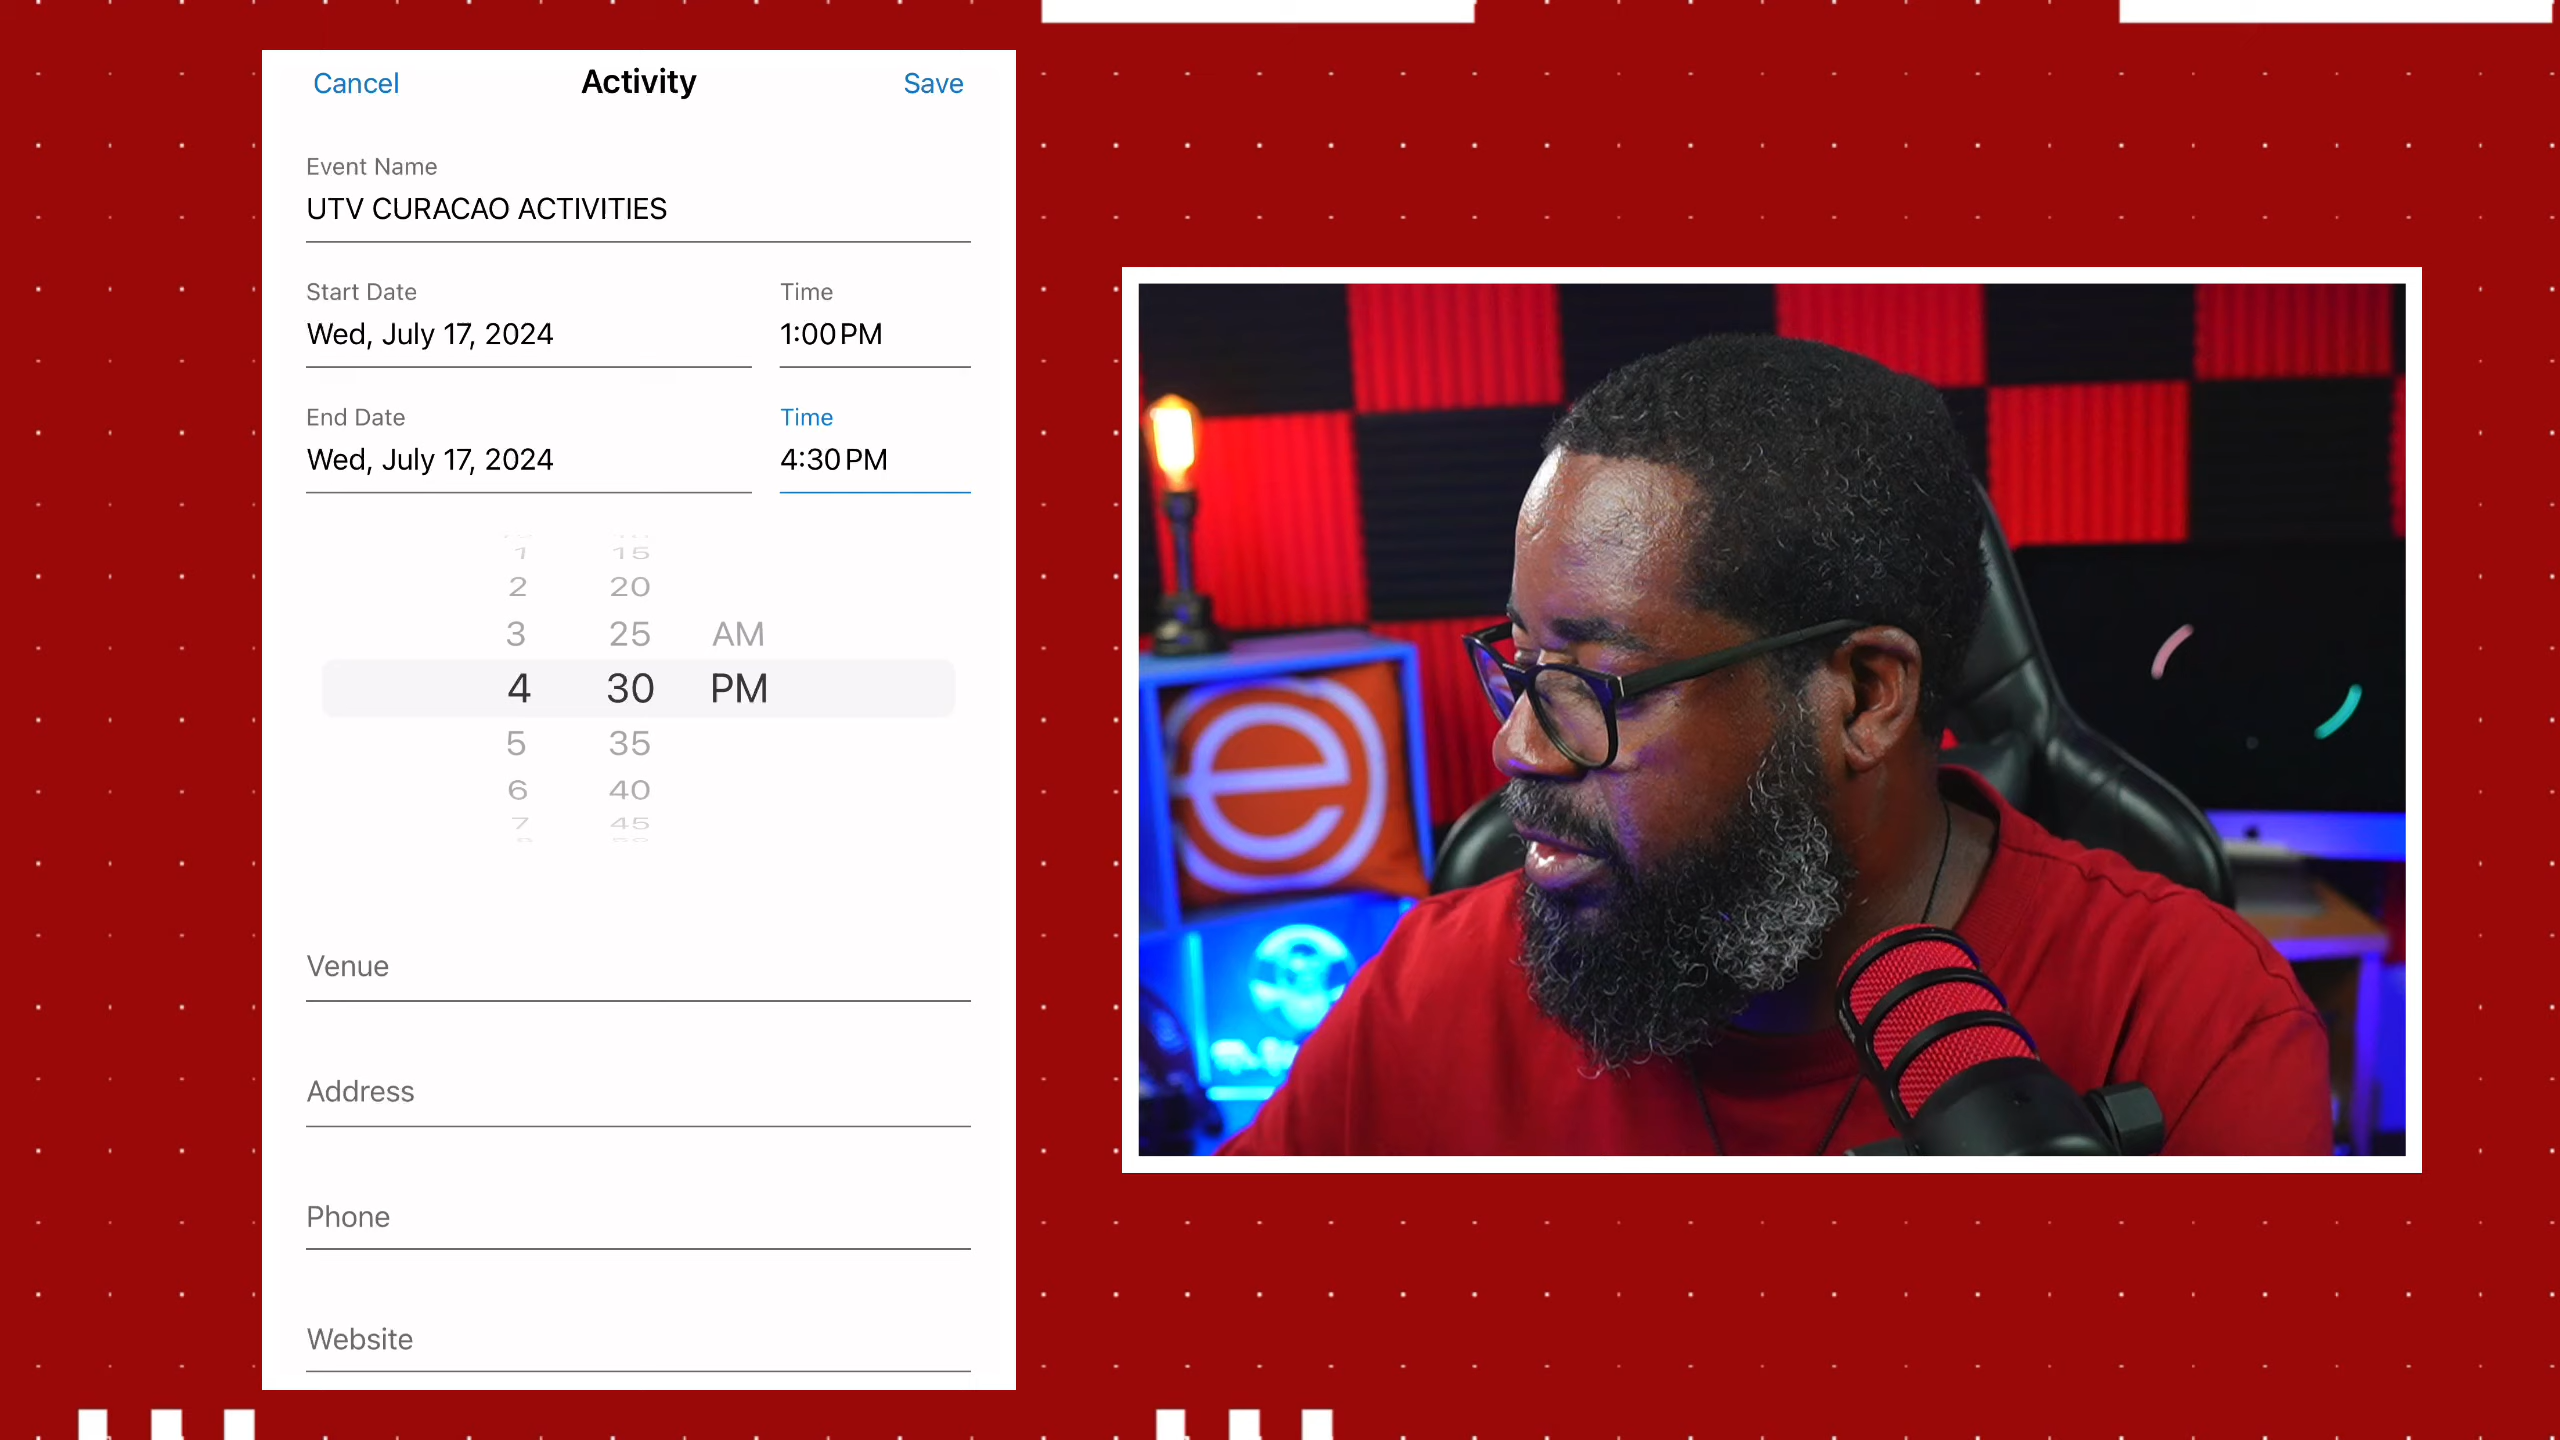 Cancel Activity Save
Event Name
UTV CURACAO ACTIVITIES
Start Date Time
Wed, July 17, 2024 1:00 PM
End Date Time
Wed, July 17, 2024 4:30 PM
1 15
2 20
3 25 AM
4 30 PM
5 35
6 40
7 45
Venue
Address
Phone
Website
e